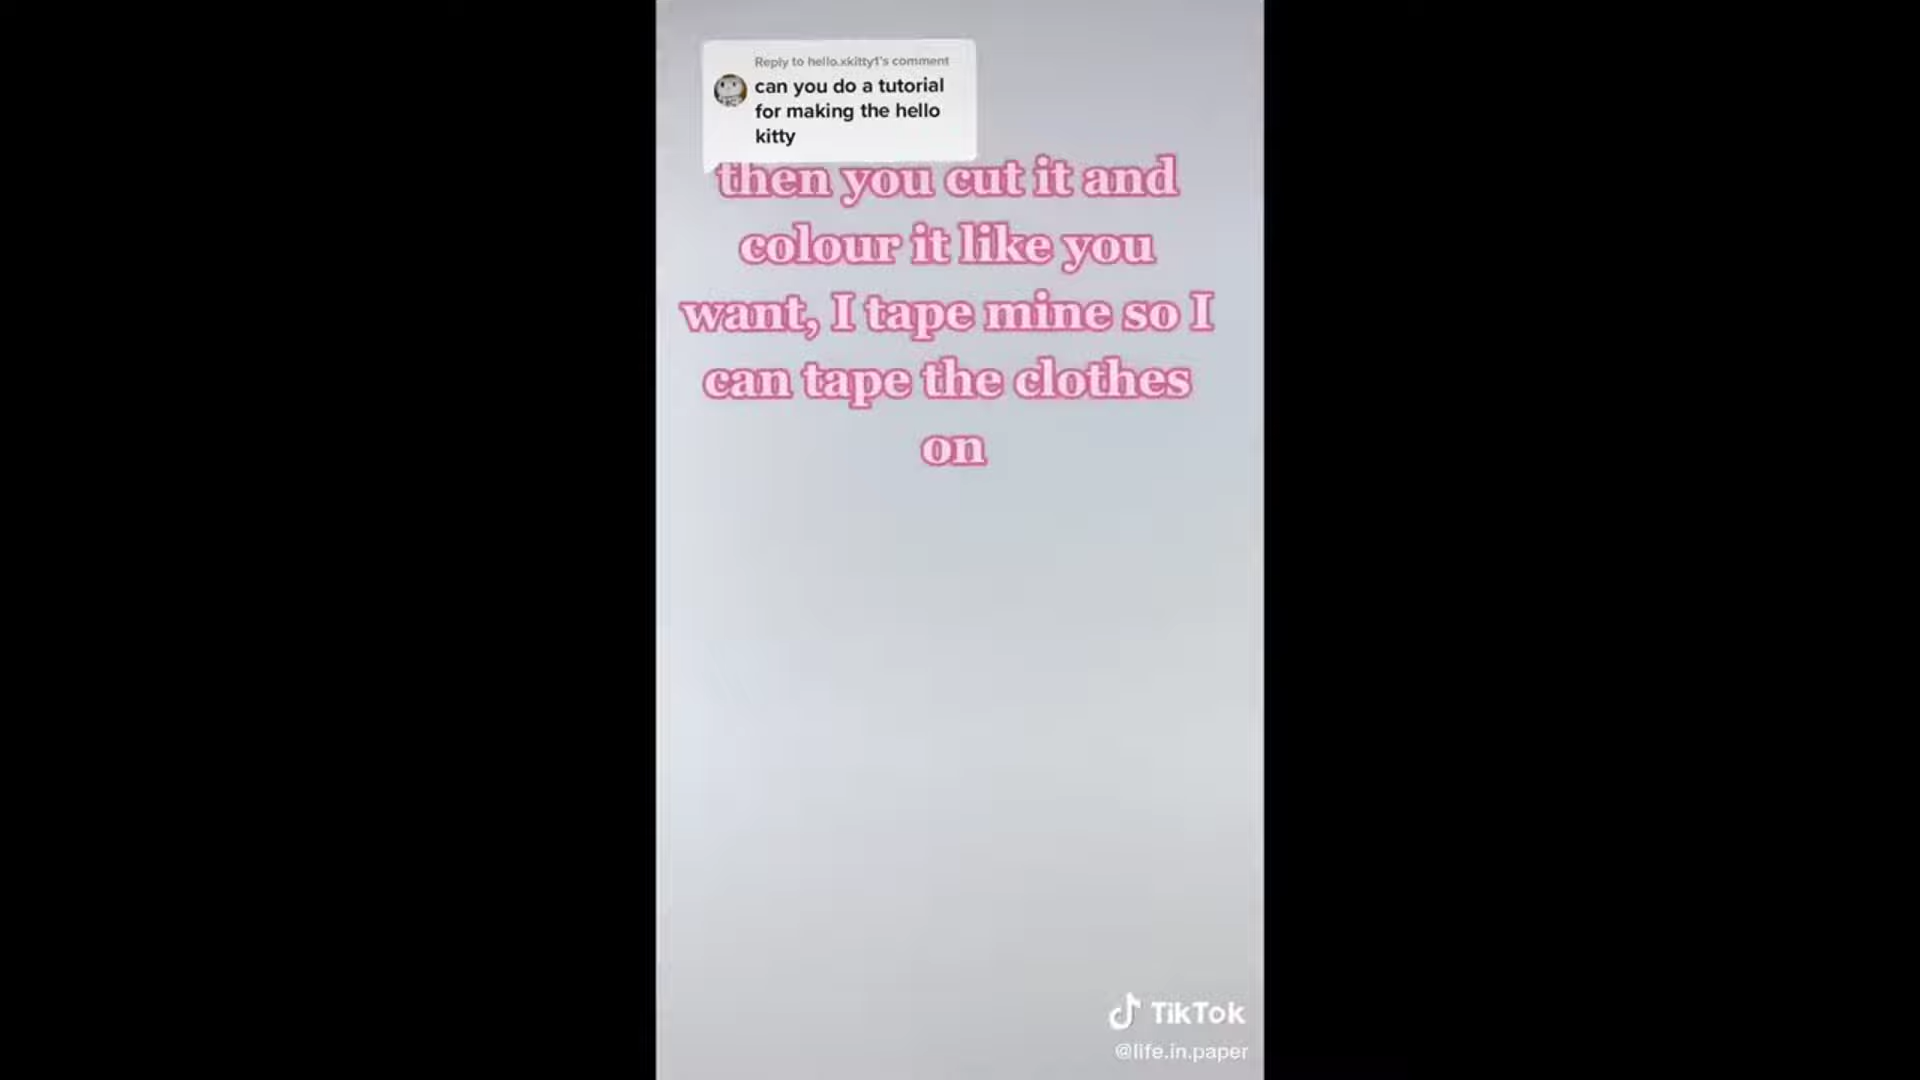 Reply to hello.xkitty1's comment
can you do a tutorial
for making the hello
kitty
then you cut it and
colour it like you
want, I tape mine so I
can tape the clothes
on
TikTok
@life.in.paper